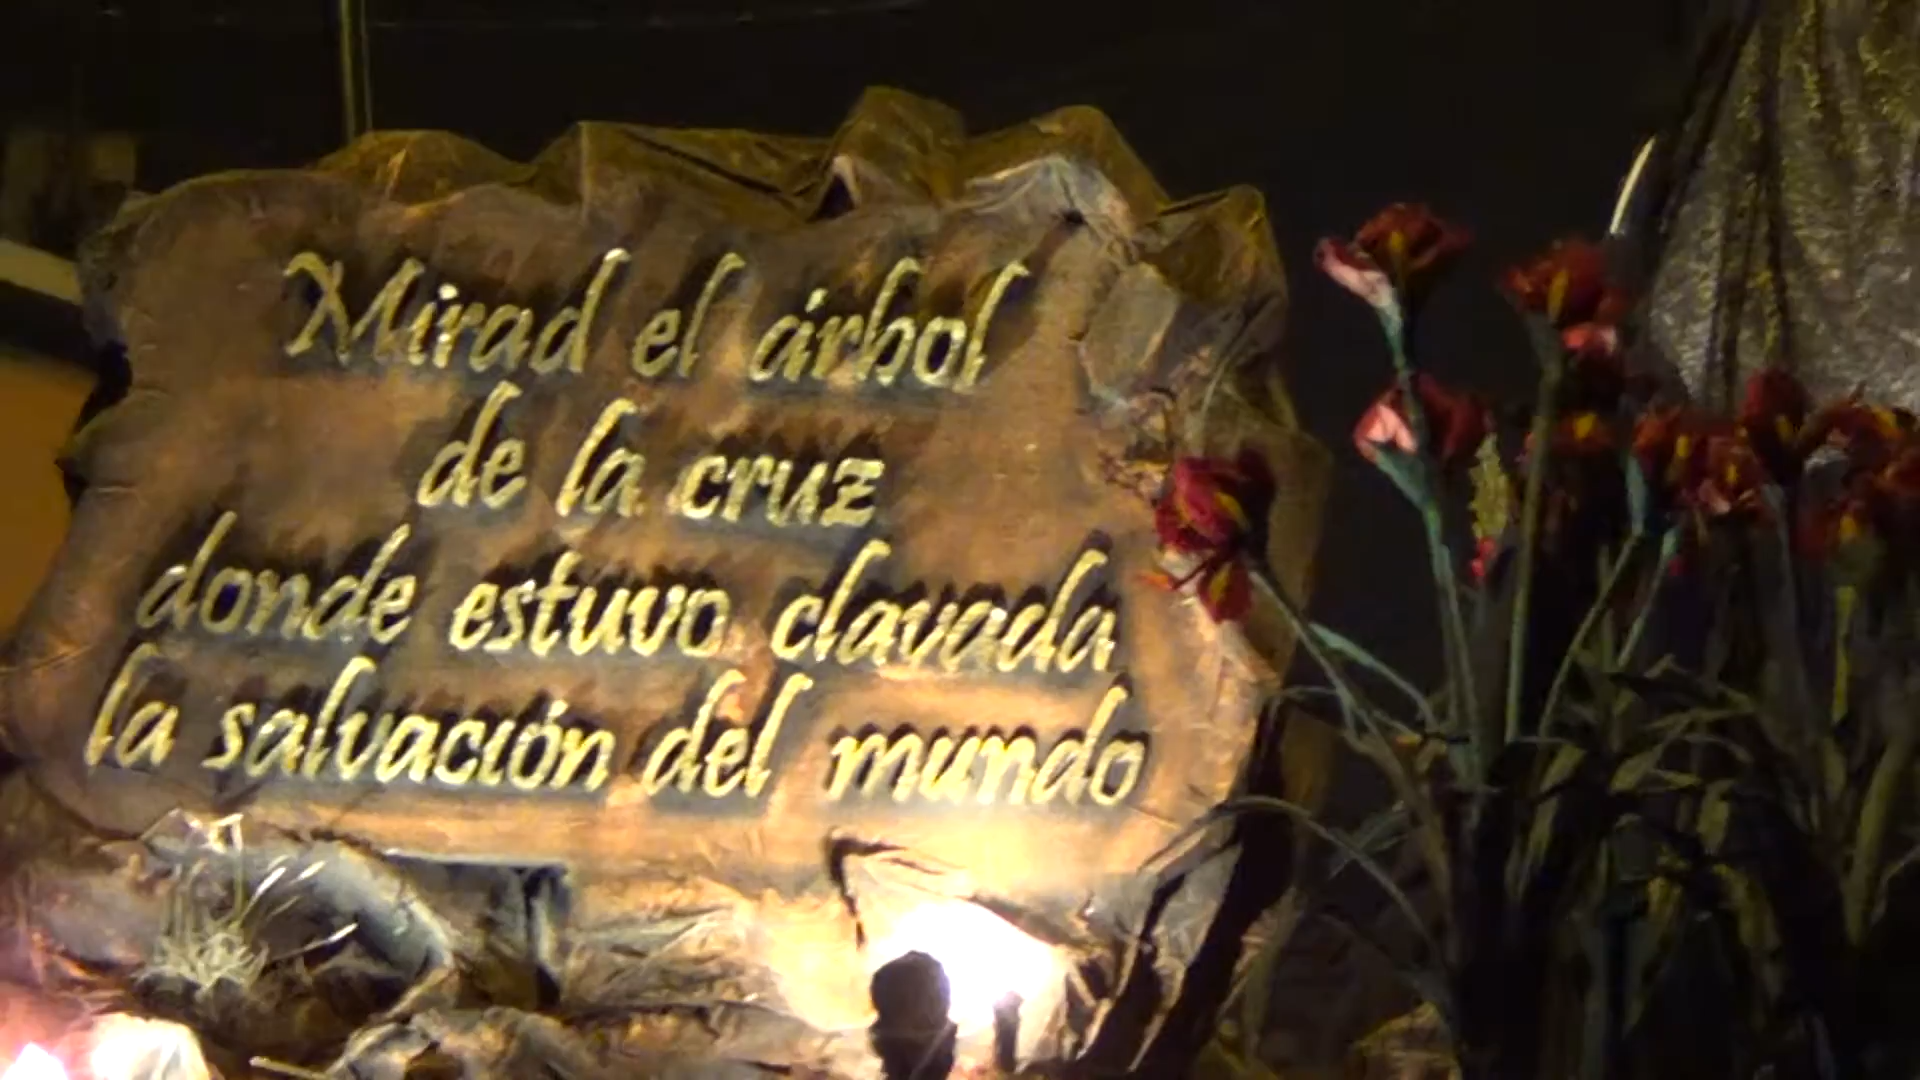 Mirad el árbol
de la cruz
donde estuvo clavada
la salvación del mundo